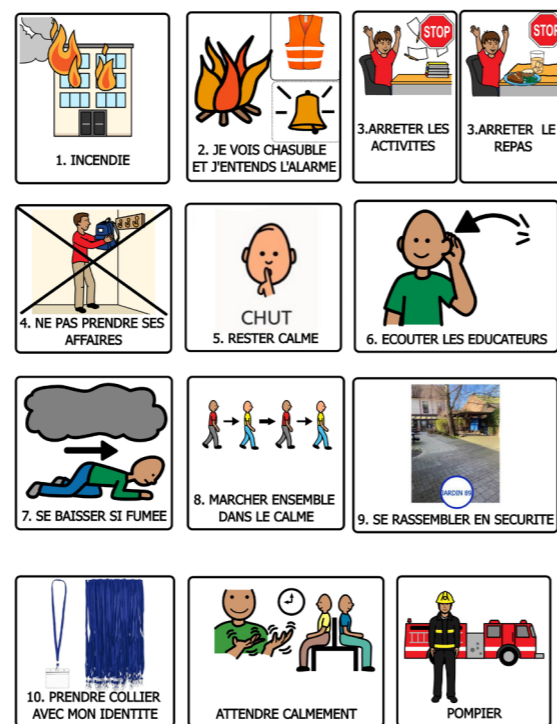 1. INCENDIE
2. JE VOIS CHASUBLE
ET J'ENTENDS L'ALARME
STOP
3.ARRETER LES
ACTIVITES
STOP
3.ARRETER LE
REPAS
4. NE PAS PRENDRE SES
AFFAIRES
CHUT
5. RESTER CALME
6. ECOUTER LES EDUCATEURS
7. SE BAISSER SI FUMEE
8. MARCHER ENSEMBLE
DANS LE CALME
JARDIN 89
9. SE RASSEMBLER EN SECURITE
10. PRENDRE COLLIER
AVEC MON IDENTITE
ATTENDRE CALMEMENT
POMPIER